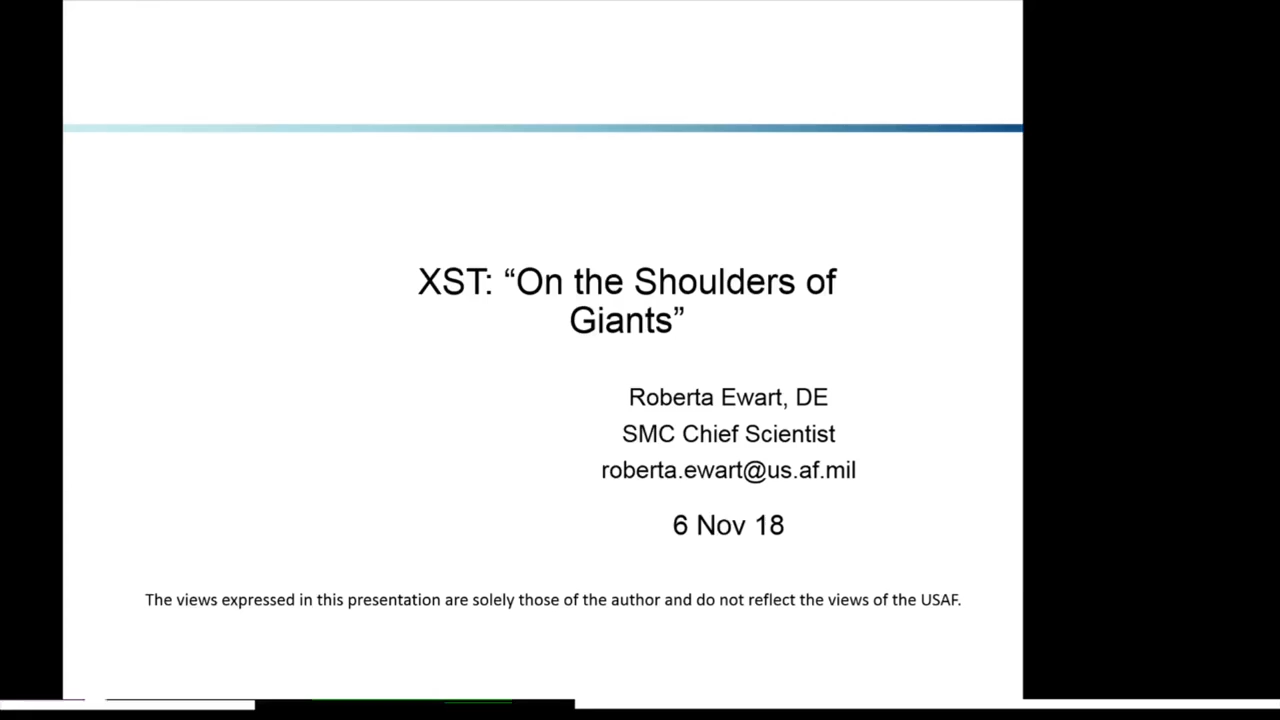 XST: “On the Shoulders of
Giants”
Roberta Ewart, DE
SMC Chief Scientist
roberta.ewart@us.af.mil
6 Nov 18
The views expressed in this presentation are solely those of the author and do not reflect the views of the USAF.